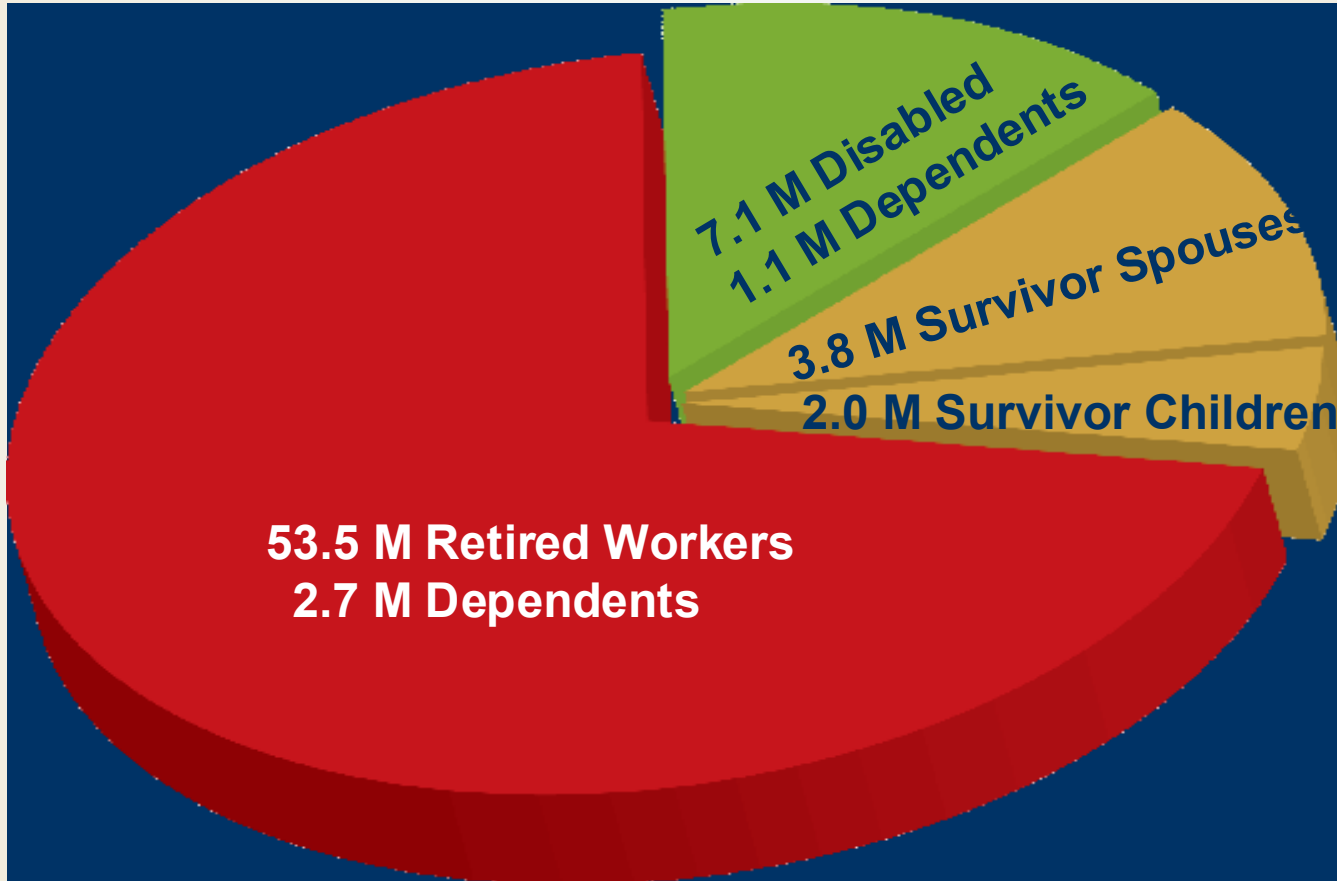 7.1 M Disabled
1.1 M Dependents
3.8 M Survivor Spouses
2.0 M Survivor Children
53.5 M Retired Workers
2.7 M Dependents